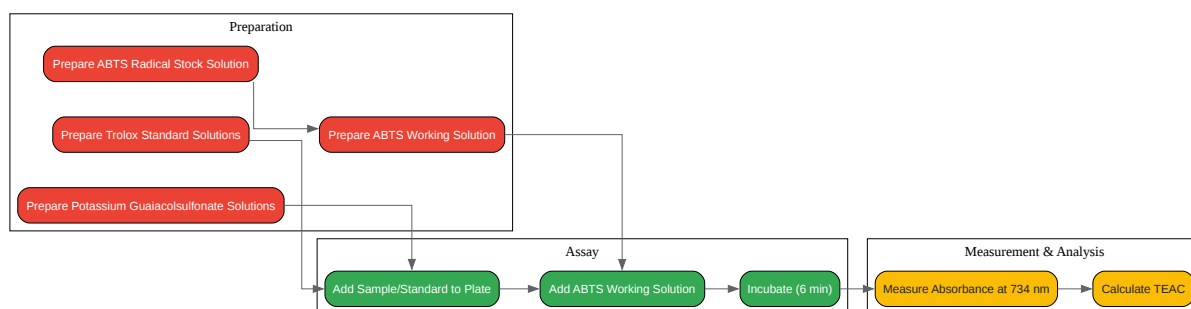 Preparation
Prepare ABTS Radical Stock Solution
Prepare Trolox Standard Solutions
Prepare ABTS Working Solution
Prepare Potassium Guaiacolsulfonate Solutions
Assay
Add Sample/Standard to Plate
Add ABTS Working Solution
Incubate (6 min)
Measurement & Analysis
Measure Absorbance at 734 nm
Calculate TEAC